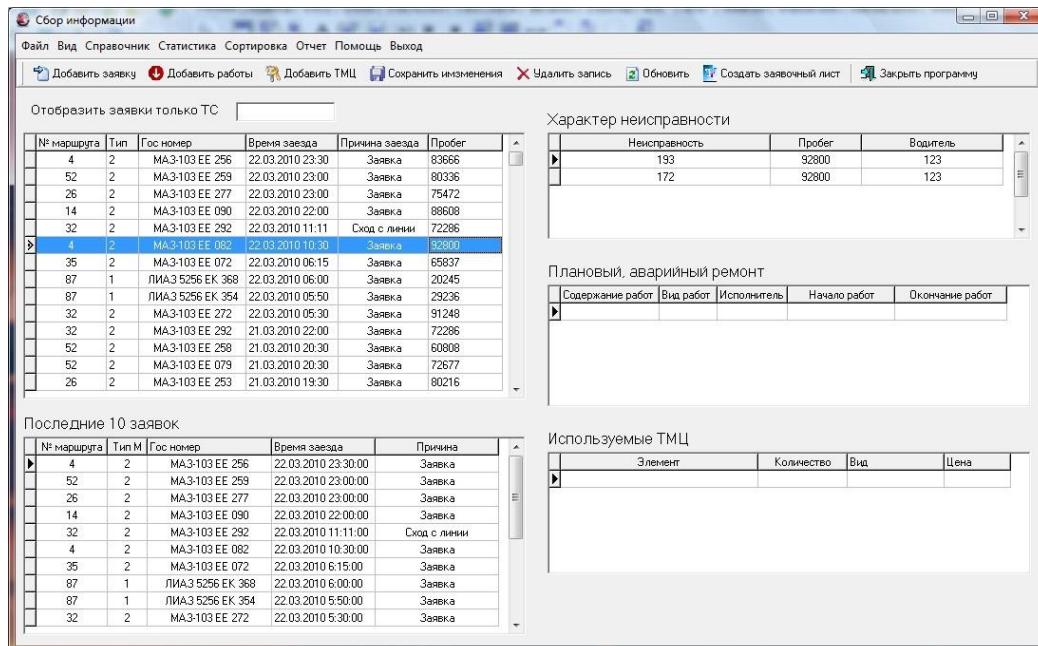 Сбор информации
Файл Вид Справочник Статистика Сортировка Отчет Помощь Выход
Добавить заявку Добавить работы Добавить ТМЦ Сохранить имзменения Удалить запись Обновить Создать заявочный лист Закрыть программу
Отобразить заявки только ТС
№ маршрута Тип Гос номер Время заезда Причина заезда Пробег
4 2 МАЗ-103 ЕЕ 256 22.03.2010 23:30 Заявка 83666
52 2 МАЗ-103 ЕЕ 259 22.03.2010 23:00 Заявка 80336
26 2 МАЗ-103 ЕЕ 277 22.03.2010 23:00 Заявка 75472
14 2 МАЗ-103 ЕЕ 090 22.03.2010 22:00 Заявка 88608
32 2 МАЗ-103 ЕЕ 292 22.03.2010 11:11 Сход с линии 72286
4 2 МАЗ-103 ЕЕ 082 22.03.2010 10:30 Заявка 92800
35 2 МАЗ-103 ЕЕ 072 22.03.2010 06:15 Заявка 65837
87 1 ЛИАЗ 5256 ЕК 368 22.03.2010 06:00 Заявка 20245
87 1 ЛИАЗ 5256 ЕК 354 22.03.2010 05:50 Заявка 29236
32 2 МАЗ-103 ЕЕ 272 22.03.2010 05:30 Заявка 91248
32 2 МАЗ-103 ЕЕ 292 21.03.2010 22:00 Заявка 72286
52 2 МАЗ-103 ЕЕ 258 21.03.2010 20:30 Заявка 60808
52 2 МАЗ-103 ЕЕ 079 21.03.2010 20:30 Заявка 72677
26 2 МАЗ-103 ЕЕ 253 21.03.2010 19:30 Заявка 80216
Последние 10 заявок
№ маршрута Тип М Гос номер Время заезда Причина
4 2 МАЗ-103 ЕЕ 256 22.03.2010 23:30:00 Заявка
52 2 МАЗ-103 ЕЕ 259 22.03.2010 23:00:00 Заявка
26 2 МАЗ-103 ЕЕ 277 22.03.2010 23:00:00 Заявка
14 2 МАЗ-103 ЕЕ 090 22.03.2010 22:00:00 Заявка
32 2 МАЗ-103 ЕЕ 292 22.03.2010 11:11:00 Сход с линии
4 2 МАЗ-103 ЕЕ 082 22.03.2010 10:30:00 Заявка
35 2 МАЗ-103 ЕЕ 072 22.03.2010 6:15:00 Заявка
87 1 ЛИАЗ 5256 ЕК 368 22.03.2010 6:00:00 Заявка
87 1 ЛИАЗ 5256 ЕК 354 22.03.2010 5:50:00 Заявка
32 2 МАЗ-103 ЕЕ 272 22.03.2010 5:30:00 Заявка
Характер неисправности
Неисправность Пробег Водитель
193 92800 123
172 92800 123
Плановый, аварийный ремонт
Содержание работ Вид работ Исполнитель Начало работ Окончание работ
Используемые ТМЦ
Элемент Количество Вид Цена